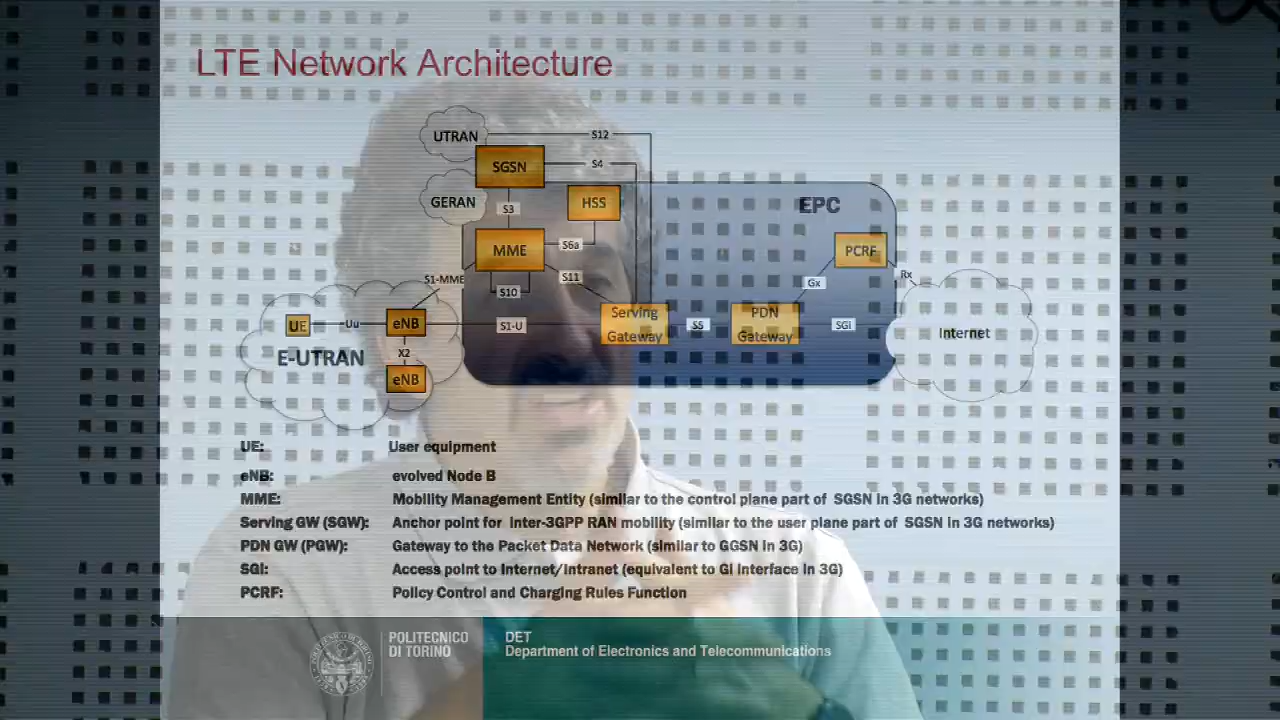 LTE Network Architecture
UTRAN
S12
SGSN
S4
GERAN
S3
HSS
EPC
MME
S6a
PCRF
S1-MME
S10
S11
Gx
Rx
UE
Uu
eNB
S1-U
Serving
Gateway
S5
PDN
Gateway
SGi
Internet
E-UTRAN
X2
eNB
UE: User equipment
eNB: evolved Node B
MME: Mobility Management Entity (similar to the control plane part of SGSN in 3G networks)
Serving GW (SGW): Anchor point for inter-3GPP RAN mobility (similar to the user plane part of SGSN in 3G networks)
PDN GW (PGW): Gateway to the Packet Data Network (similar to GGSN in 3G)
SGi: Access point to Internet/Intranet (equivalent to Gi interface in 3G)
PCRF: Policy Control and Charging Rules Function
POLITECNICO
DI TORINO
DET
Department of Electronics and Telecommunications